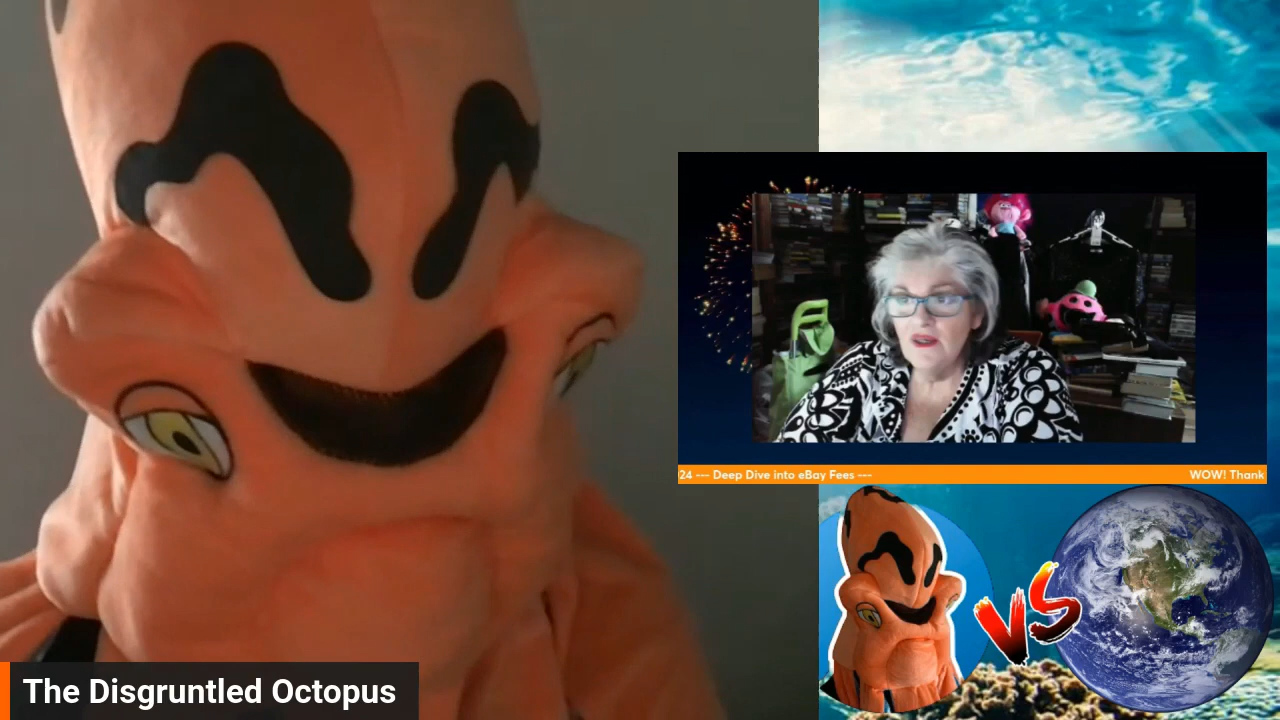 24 --- Deep Dive into eBay Fees ---
WOW! Thank
VS
The Disgruntled Octopus